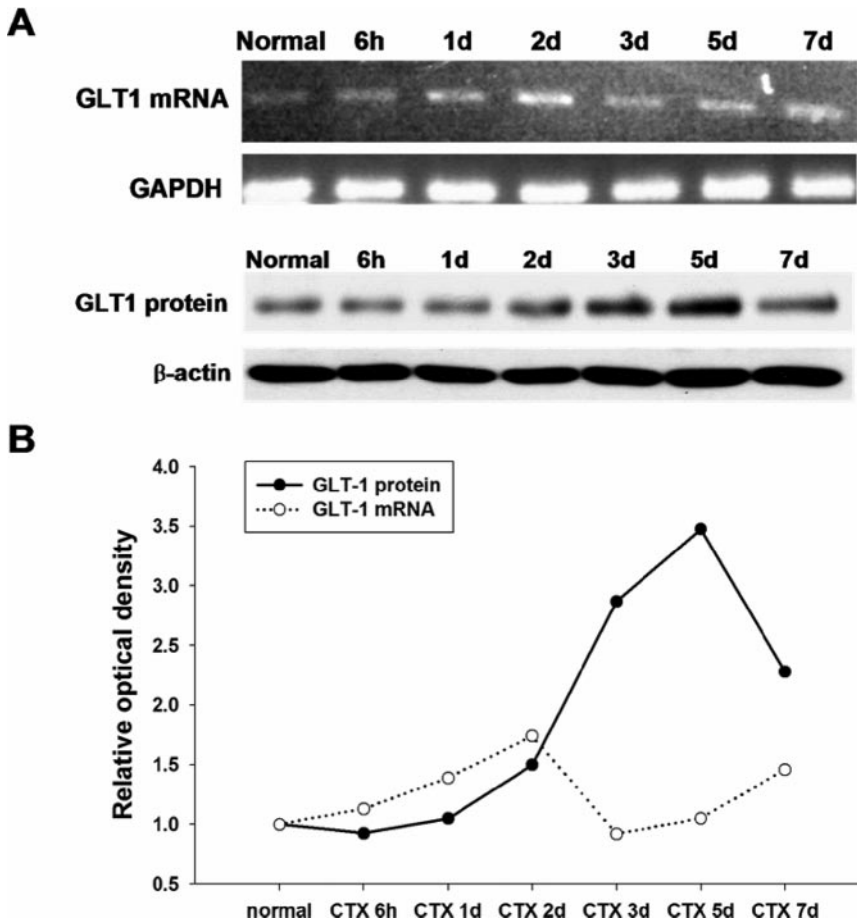 A
Normal 6h 1d 2d 3d 5d 7d
GLT1 mRNA
GAPDH
Normal 6h 1d 2d 3d 5d 7d
GLT1 protein
β-actin
B
4.0
3.5
3.0
2.5
2.0
1.5
1.0
0.5
Relative optical density
GLT-1 protein
GLT-1 mRNA
normal CTX 6h CTX 1d CTX 2d CTX 3d CTX 5d CTX 7d